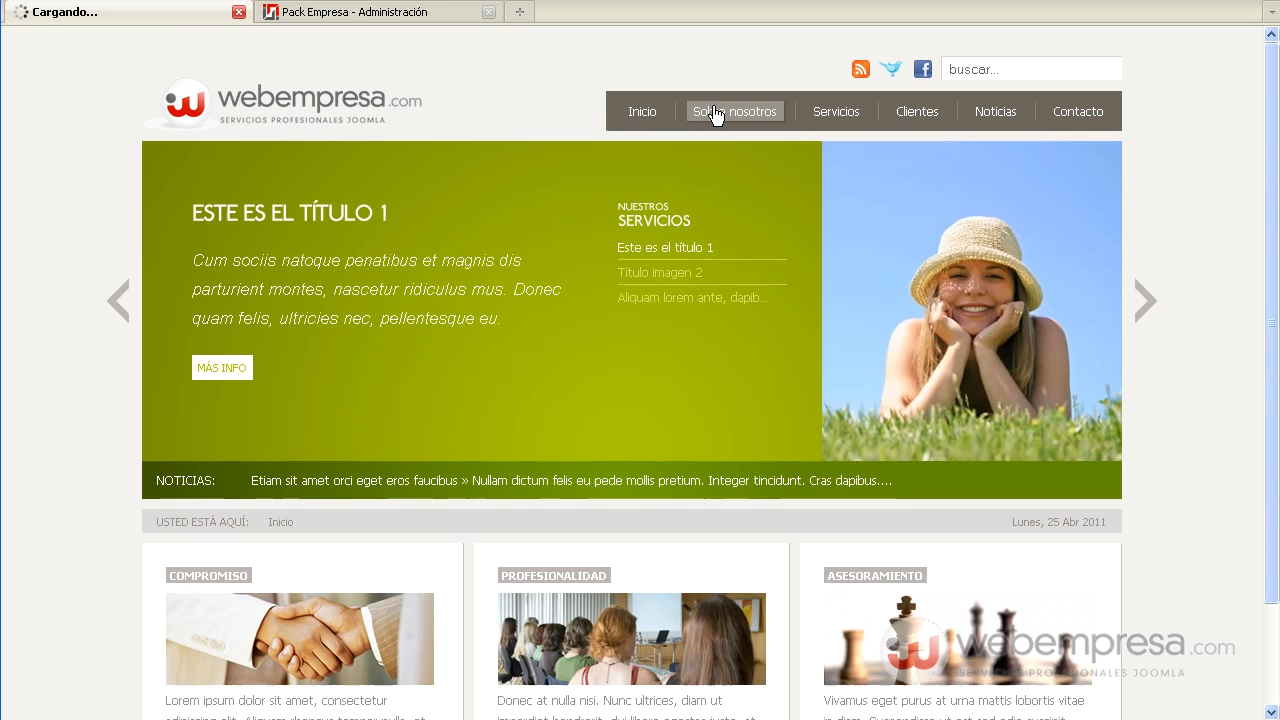 Cargando...
Pack Empresa - Administración
buscar...
webempresa.com
SERVICIOS PROFESIONALES JOOMLA
Inicio
Sobre nosotros
Servicios
Clientes
Noticias
Contacto
ESTE ES EL TÍTULO 1
Cum sociis natoque penatibus et magnis dis
parturient montes, nascetur ridiculus mus. Donec
quam felis, ultricies nec, pellentesque eu.
MÁS INFO
NUESTROS
SERVICIOS
Este es el título 1
Título imagen 2
Aliquam lorem ante, dapib...
NOTICIAS:
Etiam sit amet orci eget eros faucibus » Nullam dictum felis eu pede mollis pretium. Integer tincidunt. Cras dapibus....
USTED ESTÁ AQUÍ:
Inicio
Lunes, 25 Abr 2011
COMPROMISO
Lorem ipsum dolor sit amet, consectitur
PROFESIONALIDAD
Donec at nulla nisi. Nunc ultrices, diam ut
ASESORAMIENTO
Vivamus eget purus at urna mattis lobortis vitae
webempresa.com
SERVICIOS PROFESIONALES JOOMLA